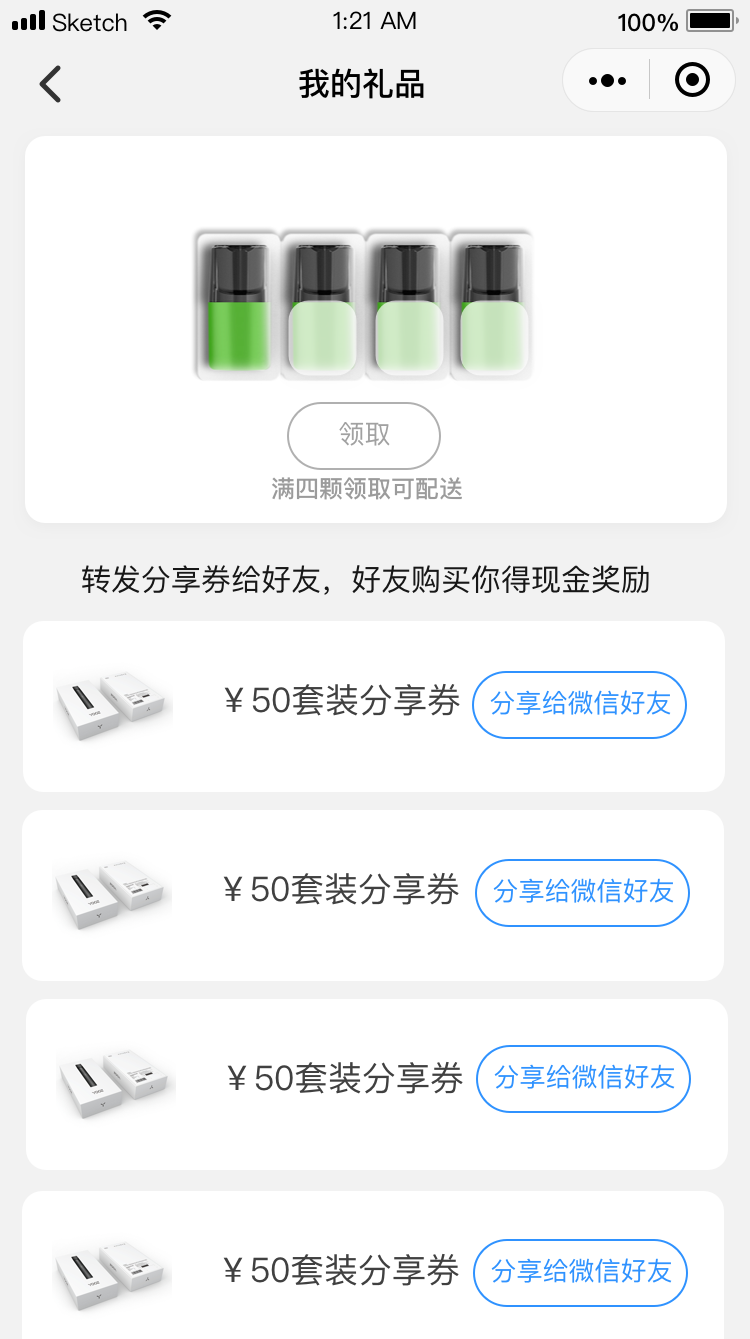 Sketch 1:21 AM 100%
我的礼品
领取
满四颗领取可配送
转发分享券给好友，好友购买你得现金奖励
￥50套装分享券 分享给微信好友
￥50套装分享券 分享给微信好友
￥50套装分享券 分享给微信好友
￥50套装分享券 分享给微信好友